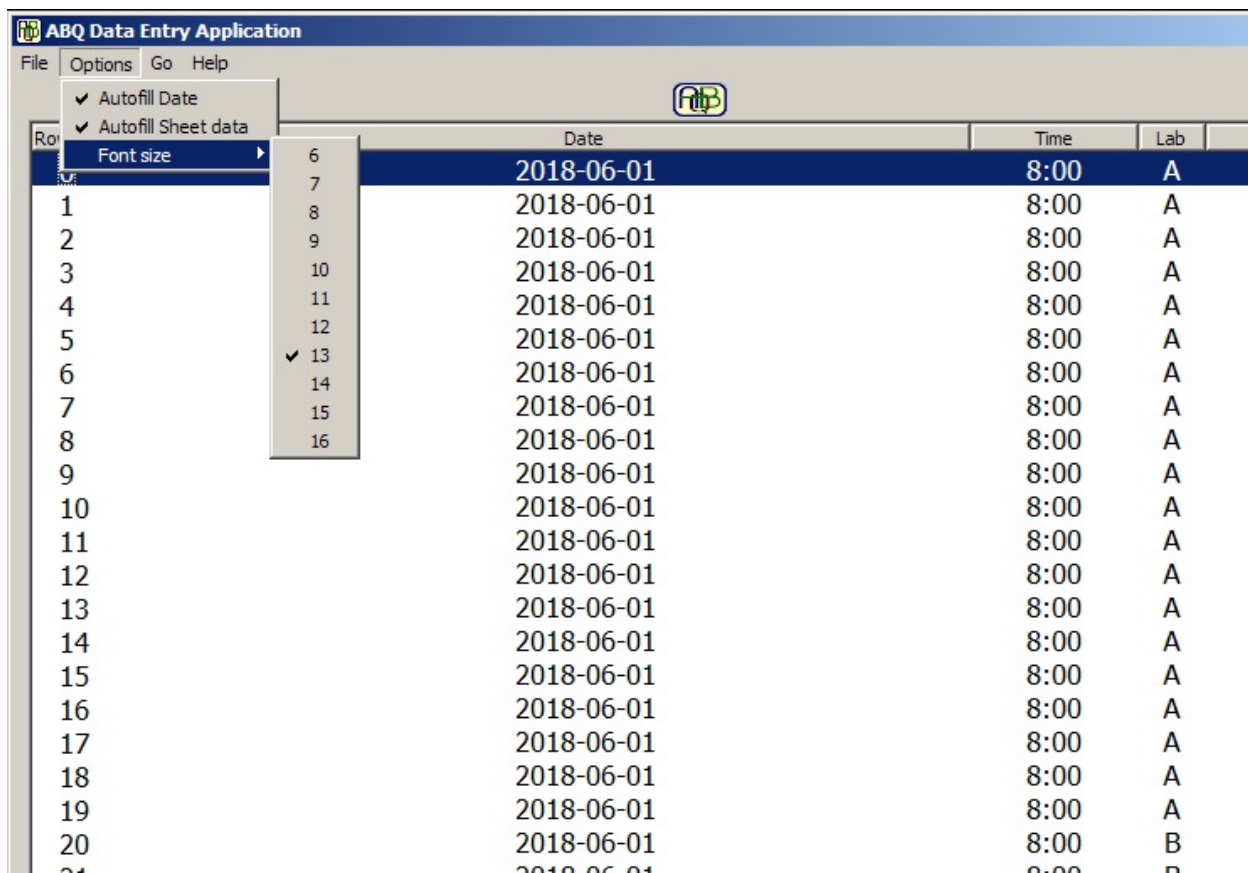 ABQ Data Entry Application
File Options Go Help
Autofill Date
Autofill Sheet data
Font size
6
7
8
9
10
11
12
13
14
15
16
Date Time Lab
0 2018-06-01 8:00 A
1 2018-06-01 8:00 A
2 2018-06-01 8:00 A
3 2018-06-01 8:00 A
4 2018-06-01 8:00 A
5 2018-06-01 8:00 A
6 2018-06-01 8:00 A
7 2018-06-01 8:00 A
8 2018-06-01 8:00 A
9 2018-06-01 8:00 A
10 2018-06-01 8:00 A
11 2018-06-01 8:00 A
12 2018-06-01 8:00 A
13 2018-06-01 8:00 A
14 2018-06-01 8:00 A
15 2018-06-01 8:00 A
16 2018-06-01 8:00 A
17 2018-06-01 8:00 A
18 2018-06-01 8:00 A
19 2018-06-01 8:00 A
20 2018-06-01 8:00 B